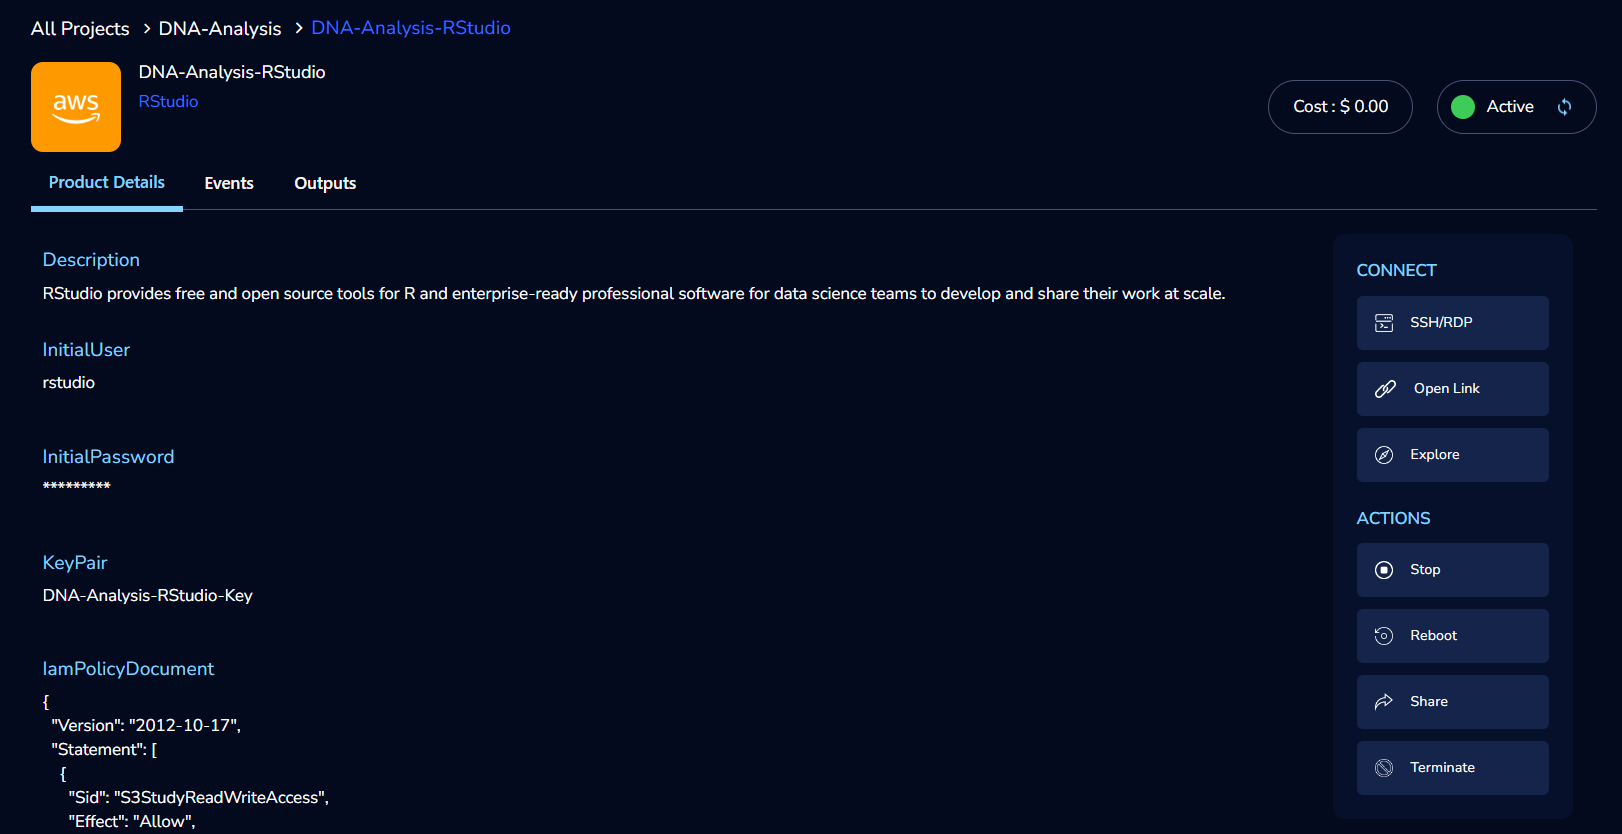 All Projects > DNA-Analysis > DNA-Analysis-RStudio
aws
DNA-Analysis-RStudio
RStudio
Cost : $ 0.00
Active
Product Details
Events
Outputs
Description
RStudio provides free and open source tools for R and enterprise-ready professional software for data science teams to develop and share their work at scale.
InitialUser
rstudio
InitialPassword
*********
KeyPair
DNA-Analysis-RStudio-Key
IamPolicyDocument
{
"Version": "2012-10-17",
"Statement": [
{
"Sid": "S3StudyReadWriteAccess",
"Effect": "Allow",
CONNECT
SSH/RDP
Open Link
Explore
ACTIONS
Stop
Reboot
Share
Terminate